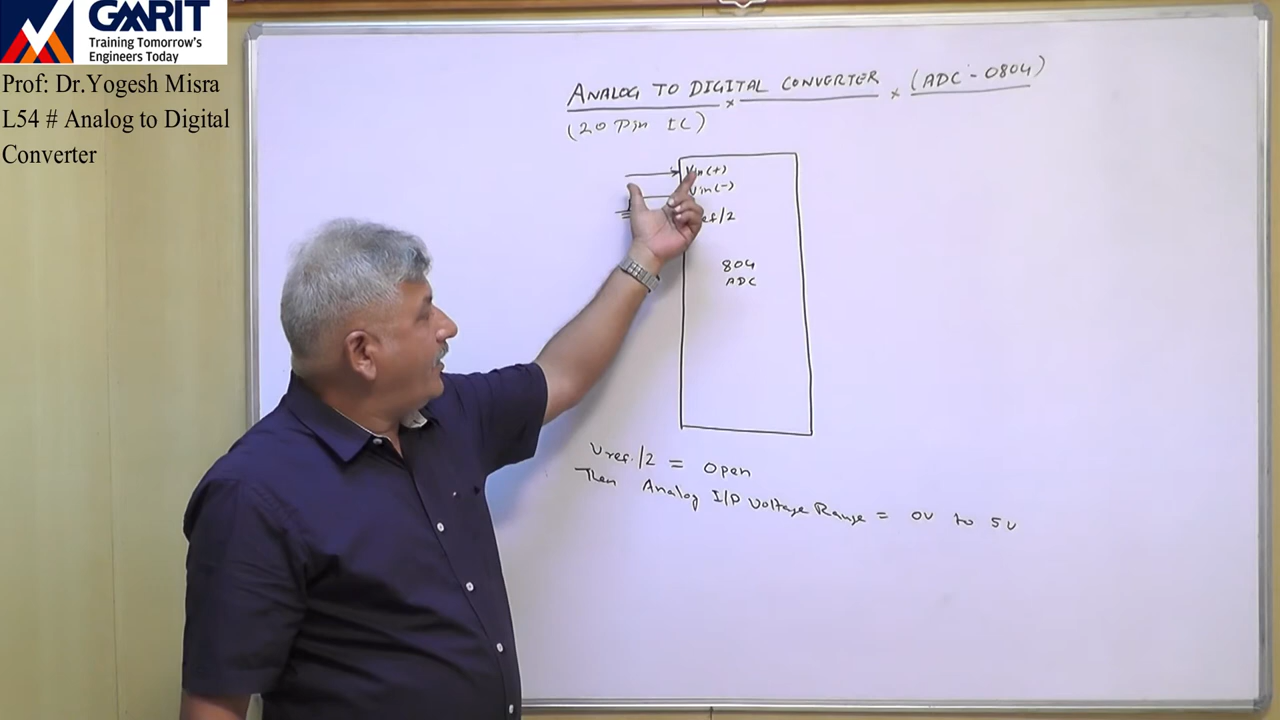 GMRIT
Training Tomorrow's
Engineers Today
Prof: Dr.Yogesh Misra
L54 # Analog to Digital
Converter
ANALOG TO DIGITAL CONVERTER (ADC - 0804)
(20 Pin IC)
Vin(+)
Vin(-)
ref/2
804
ADC
Vref./2 = Open
Then Analog I/P Voltage Range = 0V to 5V